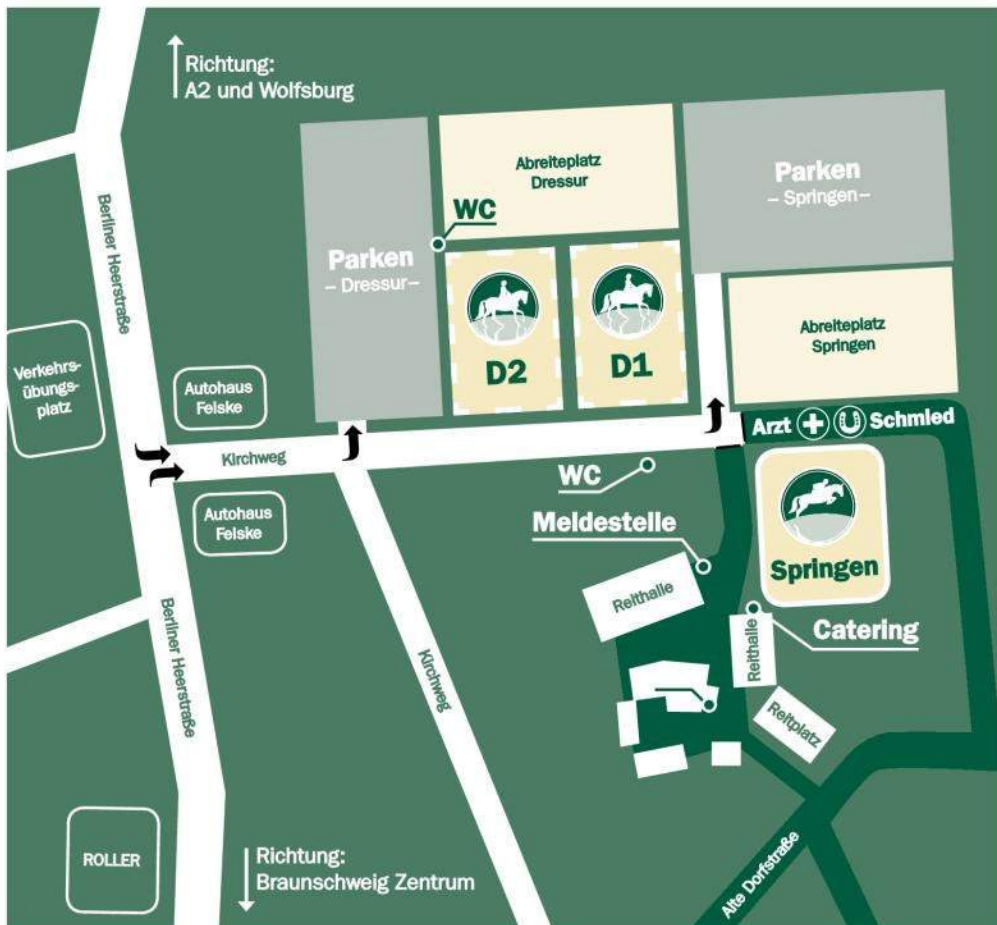 Richtung:
A2 und Wolfsburg
Berliner Heerstraße
Abreiteplatz
Dressur
Parken
– Springen–
WC
Parken
– Dressur–
D2
D1
Abreiteplatz
Springen
Verkehrs-
übungs-
platz
Autohaus
Felske
Kirchweg
Arzt
Schmied
WC
Autohaus
Felske
Meldestelle
Springen
Reithalle
Catering
Reithalle
Berliner Heerstraße
Kirchweg
Reitplatz
ROLLER
Richtung:
Braunschweig Zentrum
Alte Dorfstraße